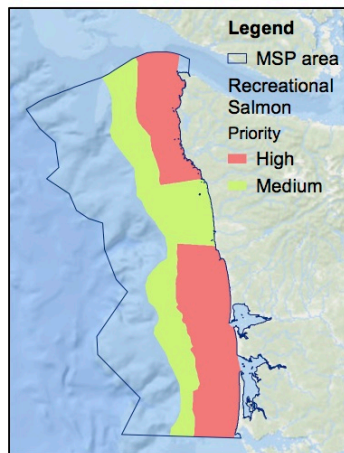 Legend
MSP area
Recreational
Salmon
Priority
High
Medium